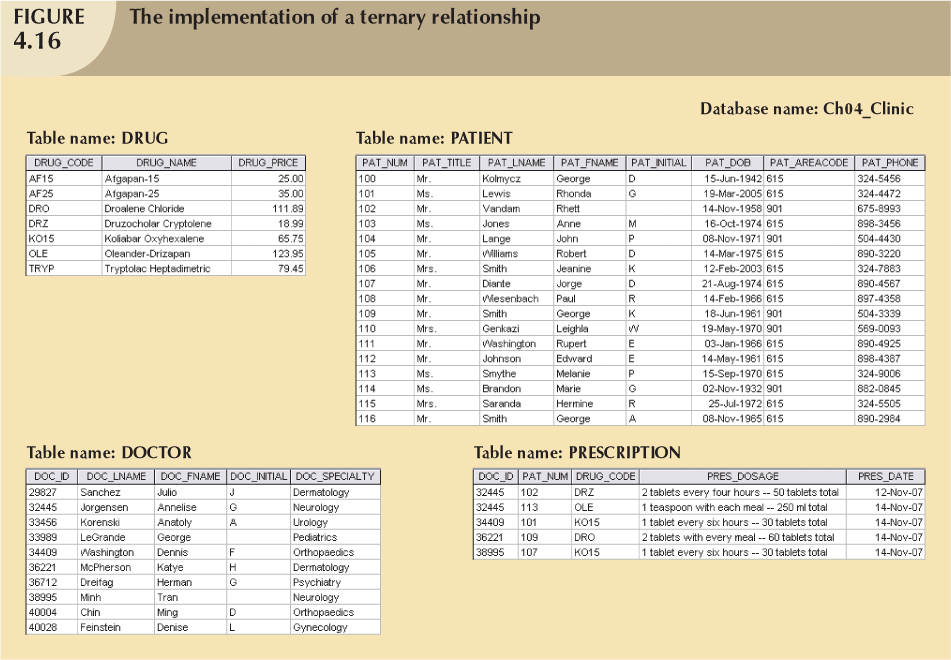 FIGURE
4.16
The implementation of a ternary relationship
Database name: Ch04_Clinic
Table name: DRUG
DRUG_CODE DRUG_NAME DRUG_PRICE
AF15 Afgapan-15 25.00
AF25 Afgapan-25 35.00
DRO Droalene Chloride 111.89
DRZ Druzocholar Cryptolene 18.99
KO15 Koliabar Oxyhexalene 65.75
OLE Oleander-Drizapan 123.95
TRYP Tryptolac Heptadimetric 79.45
Table name: PATIENT
PAT_NUM PAT_TITLE PAT_LNAME PAT_FNAME PAT_INITIAL PAT_DOB PAT_AREACODE PAT_PHONE
100 Mr. Kolmycz George D 15-Jun-1942 615 324-5456
101 Ms. Lewis Rhonda G 19-Mar-2005 615 324-4472
102 Mr. Vandam Rhett 14-Nov-1958 901 675-8993
103 Ms. Jones Anne M 16-Oct-1974 615 898-3456
104 Mr. Lange John P 08-Nov-1971 901 504-4430
105 Mr. Williams Robert D 14-Mar-1975 615 890-3220
106 Mrs. Smith Jeanine K 12-Feb-2003 615 324-7883
107 Mr. Diante Jorge D 21-Aug-1974 615 890-4567
108 Mr. Wiesenbach Paul R 14-Feb-1966 615 897-4358
109 Mr. Smith George K 18-Jun-1961 901 504-3339
110 Mrs. Genkazi Leighla W 19-May-1970 901 569-0093
111 Mr. Washington Rupert E 03-Jan-1966 615 890-4925
112 Mr. Johnson Edward E 14-May-1961 615 898-4387
113 Ms. Smythe Melanie P 15-Sep-1970 615 324-9006
114 Ms. Brandon Marie G 02-Nov-1932 901 882-0845
115 Mrs. Saranda Hermine R 25-Jul-1972 615 324-5505
116 Mr. Smith George A 08-Nov-1965 615 890-2984
Table name: DOCTOR
DOC_ID DOC_LNAME DOC_FNAME DOC_INITIAL DOC_SPECIALTY
29827 Sanchez Julio J Dermatology
32445 Jorgensen Annelise G Neurology
33456 Korenski Anatoly A Urology
33989 LeGrande George Pediatrics
34409 Washington Dennis F Orthopaedics
36221 McPherson Katye H Dermatology
36712 Dreifag Herman G Psychiatry
38995 Minh Tran Neurology
40004 Chin Ming D Orthopaedics
40028 Feinstein Denise L Gynecology
Table name: PRESCRIPTION
DOC_ID PAT_NUM DRUG_CODE PRES_DOSAGE PRES_DATE
32445 102 DRZ 2 tablets every four hours -- 50 tablets total 12-Nov-07
32445 113 OLE 1 teaspoon with each meal -- 250 ml total 14-Nov-07
34409 101 KO15 1 tablet every six hours -- 30 tablets total 14-Nov-07
36221 109 DRO 2 tablets with every meal -- 60 tablets total 14-Nov-07
38995 107 KO15 1 tablet every six hours -- 30 tablets total 14-Nov-07